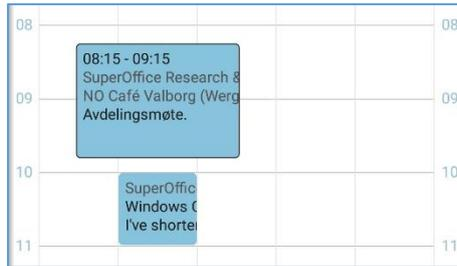 08
08
08:15 - 09:15
SuperOffice Research &
NO Café Valborg (Werg
Avdelingsmøte.
09
09
10
10
SuperOffic
Windows
I've shorte
11
11